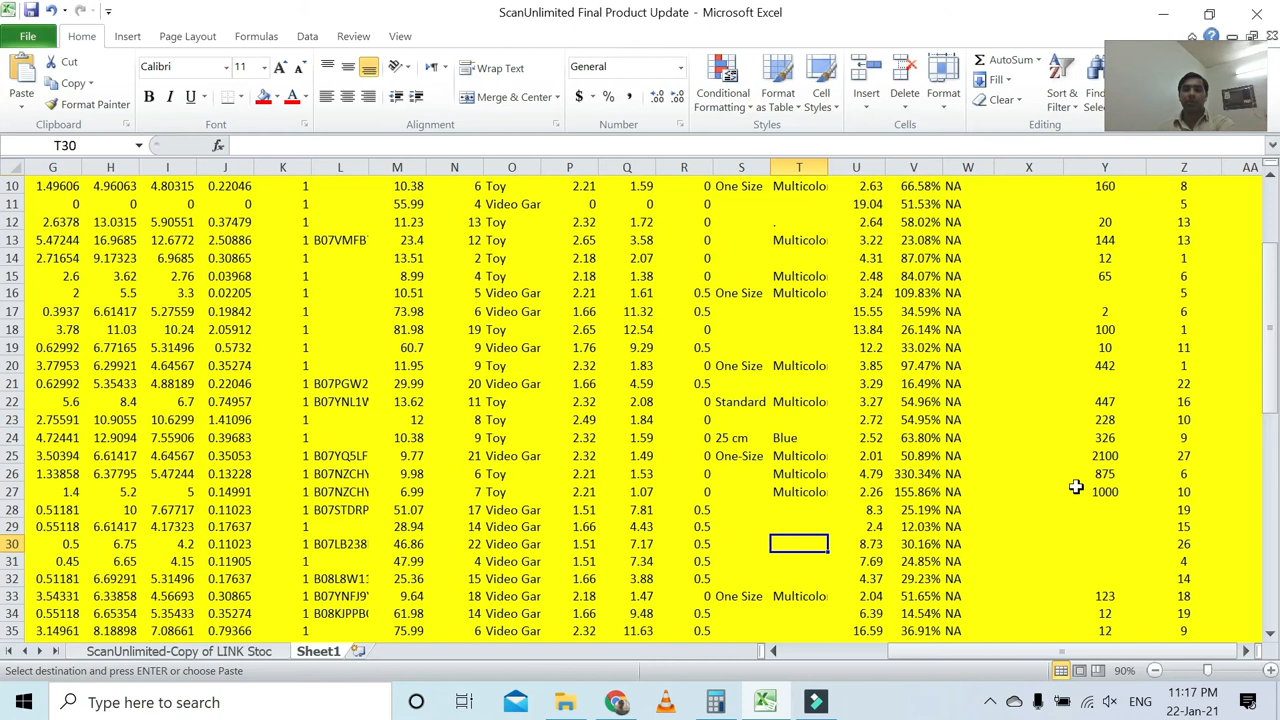 ScanUnlimited Final Product Update - Microsoft Excel
File Home Insert Page Layout Formulas Data Review View
Paste Cut Copy Format Painter Clipboard
Calibri 11 Font
B I U A
Wrap Text Merge & Center Alignment
General $ % , Number
Conditional Formatting Format as Table Cell Styles Styles
Insert Delete Format Cells
AutoSum Fill Clear Sort & Filter Editing
T30 fx
G H I J K L M N O P Q R S T U V W X Y Z AA
10 1.49606 4.96063 4.80315 0.22046 1 10.38 6 Toy 2.21 1.59 0 One Size Multicolo 2.63 66.58% NA 160 8
11 0 0 0 0 1 55.99 4 Video Gar 0 0 0 19.04 51.53% NA 5
12 2.6378 13.0315 5.90551 0.37479 1 11.23 13 Toy 2.32 1.72 0 . 2.64 58.02% NA 20 13
13 5.47244 16.9685 12.6772 2.50886 1 B07VMFB 23.4 12 Toy 2.65 3.58 0 Multicolo 3.22 23.08% NA 144 13
14 2.71654 9.17323 6.9685 0.30865 1 13.51 2 Toy 2.18 2.07 0 4.31 87.07% NA 12 1
15 2.6 3.62 2.76 0.03968 1 8.99 4 Toy 2.18 1.38 0 Multicolo 2.48 84.07% NA 65 6
16 2 5.5 3.3 0.02205 1 10.51 5 Video Gar 2.21 1.61 0.5 One Size Multicolo 3.24 109.83% NA 5
17 0.3937 6.61417 5.27559 0.19842 1 73.98 6 Video Gar 1.66 11.32 0.5 15.55 34.59% NA 2 6
18 3.78 11.03 10.24 2.05912 1 81.98 19 Toy 2.65 12.54 0 13.84 26.14% NA 100 1
19 0.62992 6.77165 5.31496 0.5732 1 60.7 9 Video Gar 1.76 9.29 0.5 12.2 33.02% NA 10 11
20 3.77953 6.29921 4.64567 0.35274 1 11.95 9 Toy 2.32 1.83 0 One Size Multicolo 3.85 97.47% NA 442 1
21 0.62992 5.35433 4.88189 0.22046 1 B07PGW2 29.99 20 Video Gar 1.66 4.59 0.5 3.29 16.49% NA 22
22 5.6 8.4 6.7 0.74957 1 B07YNL1W 13.62 11 Toy 2.32 2.08 0 Standard Multicolo 3.27 54.96% NA 447 16
23 2.75591 10.9055 10.6299 1.41096 1 12 8 Toy 2.49 1.84 0 2.72 54.95% NA 228 10
24 4.72441 12.9094 7.55906 0.39683 1 10.38 9 Toy 2.32 1.59 0 25 cm Blue 2.52 63.80% NA 326 9
25 3.50394 6.61417 4.64567 0.35053 1 B07YQ5LF 9.77 21 Video Gar 2.32 1.49 0 One-Size Multicolo 2.01 50.89% NA 2100 27
26 1.33858 6.37795 5.47244 0.13228 1 B07NZCHY 9.98 6 Toy 2.21 1.53 0 Multicolo 4.79 330.34% NA 875 6
27 1.4 5.2 5 0.14991 1 B07NZCHY 6.99 7 Toy 2.21 1.07 0 Multicolo 2.26 155.86% NA 1000 10
28 0.51181 10 7.67717 0.11023 1 B07STDRP 51.07 17 Video Gar 1.51 7.81 0.5 8.3 25.19% NA 19
29 0.55118 6.61417 4.17323 0.17637 1 28.94 14 Video Gar 1.66 4.43 0.5 2.4 12.03% NA 15
30 0.5 6.75 4.2 0.11023 1 B07LB238 46.86 22 Video Gar 1.51 7.17 0.5 8.73 30.16% NA 26
31 0.45 6.65 4.15 0.11905 1 47.99 4 Video Gar 1.51 7.34 0.5 7.69 24.85% NA 4
32 0.51181 6.69291 5.31496 0.17637 1 B08L8W11 25.36 15 Video Gar 1.66 3.88 0.5 4.37 29.23% NA 14
33 3.54331 6.33858 4.56693 0.30865 1 B07YNFJ9 9.64 18 Video Gar 2.18 1.47 0 One Size Multicolo 2.04 51.65% NA 123 18
34 0.55118 6.65354 5.35433 0.35274 1 B08KJPPB 61.98 14 Video Gar 1.66 9.48 0.5 6.39 14.54% NA 12 19
35 3.14961 8.18898 7.08661 0.79366 1 75.99 9 Video Gar 2.32 11.63 0.5 16.59 36.91% NA 12 9
ScanUnlimited-Copy of LINK Stoc Sheet1
Select destination and press ENTER or choose Paste 90%
Type here to search ENG 11:17 PM
22-Jan-21